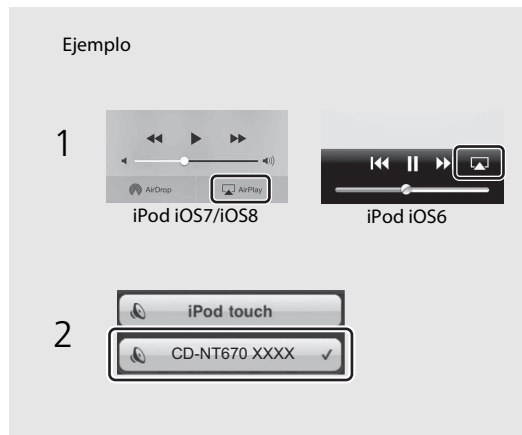 Ejemplo
1
AirDrop AirPlay
iPod iOS7/iOS8
iPod iOS6
2
iPod touch
CD-NT670 XXXX